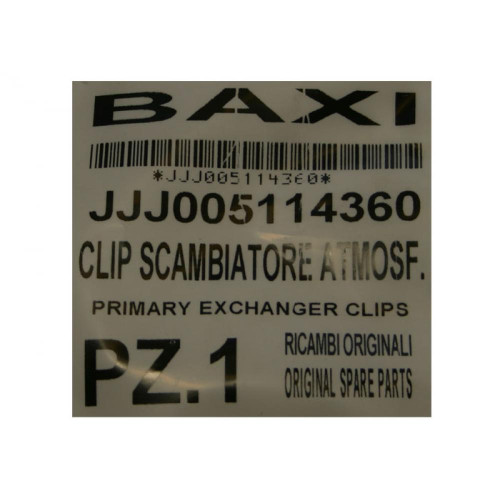 BAXI
*JJJ005114360*
JJJ005114360
CLIP SCAMBIATORE ATMOSF.
PRIMARY EXCHANGER CLIPS
PZ.1
RICAMBI ORIGINALI
ORIGINAL SPARE PARTS